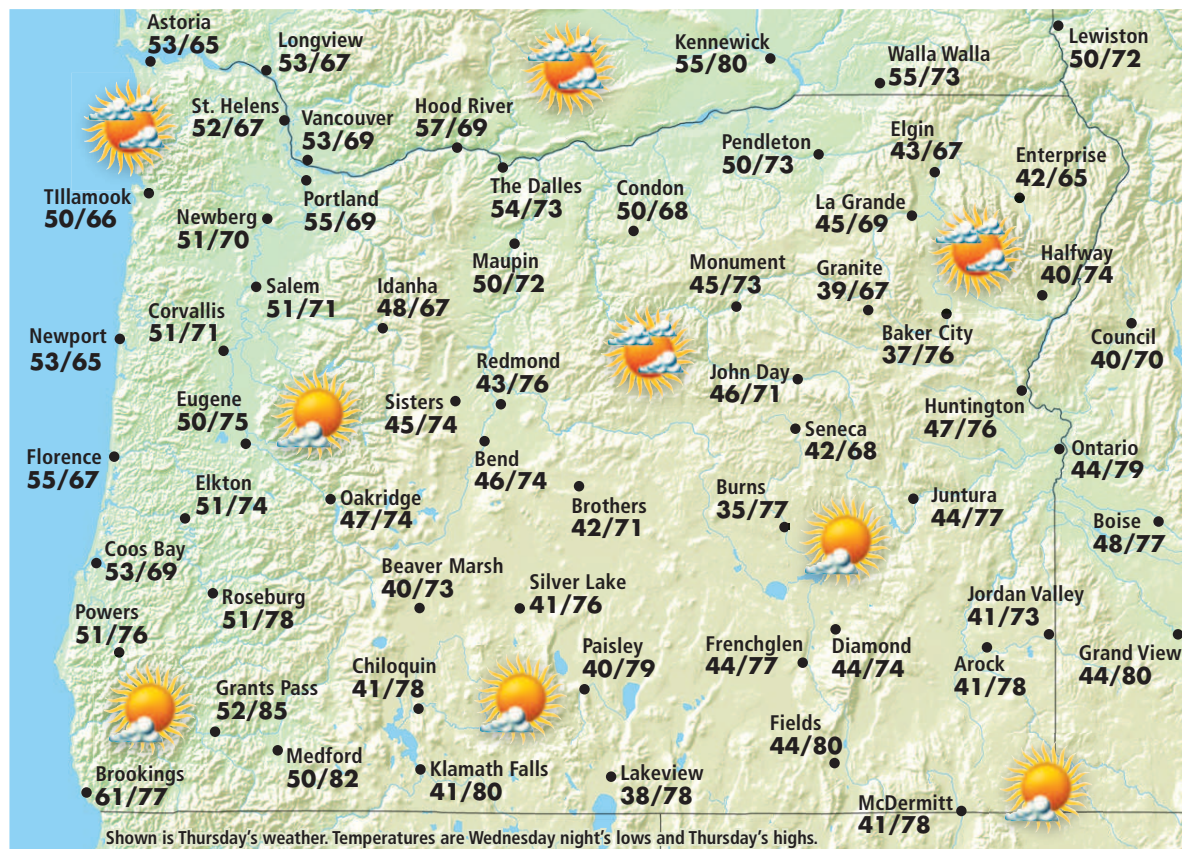 Astoria
53/65
Longview
53/67
Kennewick
55/80
Walla Walla
55/73
Lewiston
50/72
St. Helens
52/67
Vancouver
53/69
Hood River
57/69
Pendleton
50/73
Elgin
43/67
Enterprise
42/65
TIllamook
50/66
Newberg
51/70
Portland
55/69
The Dalles
54/73
Condon
50/68
La Grande
45/69
Maupin
50/72
Monument
45/73
Granite
39/67
Halfway
40/74
Salem
51/71
Idanha
48/67
Corvallis
51/71
Newport
53/65
Baker City
37/76
Council
40/70
Redmond
43/76
John Day
46/71
Eugene
50/75
Sisters
45/74
Huntington
47/76
Seneca
42/68
Florence
55/67
Bend
46/74
Ontario
44/79
Elkton
51/74
Oakridge
47/74
Brothers
42/71
Burns
35/77
Juntura
44/77
Boise
48/77
Coos Bay
53/69
Beaver Marsh
40/73
Silver Lake
41/76
Roseburg
51/78
Jordan Valley
41/73
Powers
51/76
Paisley
40/79
Frenchglen
44/77
Diamond
44/74
Arock
41/78
Grand View
44/80
Chiloquin
41/78
Grants Pass
52/85
Fields
44/80
Medford
50/82
Klamath Falls
41/80
Lakeview
38/78
Brookings
61/77
McDermitt
41/78
Shown is Thursday's weather. Temperatures are Wednesday night's lows and Thursday's highs.